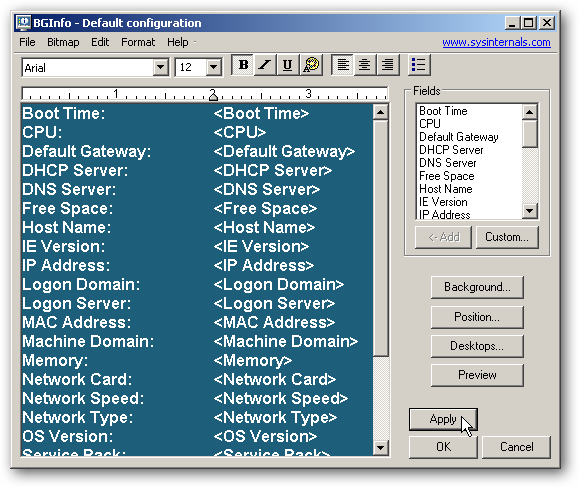 BGInfo - Default configuration
File Bitmap Edit Format Help
www.sysinternals.com
Arial 12 B I U
1 2 3
Boot Time: <Boot Time>
CPU: <CPU>
Default Gateway: <Default Gateway>
DHCP Server: <DHCP Server>
DNS Server: <DNS Server>
Free Space: <Free Space>
Host Name: <Host Name>
IE Version: <IE Version>
IP Address: <IP Address>
Logon Domain: <Logon Domain>
Logon Server: <Logon Server>
MAC Address: <MAC Address>
Machine Domain: <Machine Domain>
Memory: <Memory>
Network Card: <Network Card>
Network Speed: <Network Speed>
Network Type: <Network Type>
OS Version: <OS Version>
Service Pack: <Service Pack>
Fields
Boot Time
CPU
Default Gateway
DHCP Server
DNS Server
Free Space
Host Name
IE Version
IP Address
<- Add Custom...
Background...
Position...
Desktops...
Preview
Apply
OK Cancel